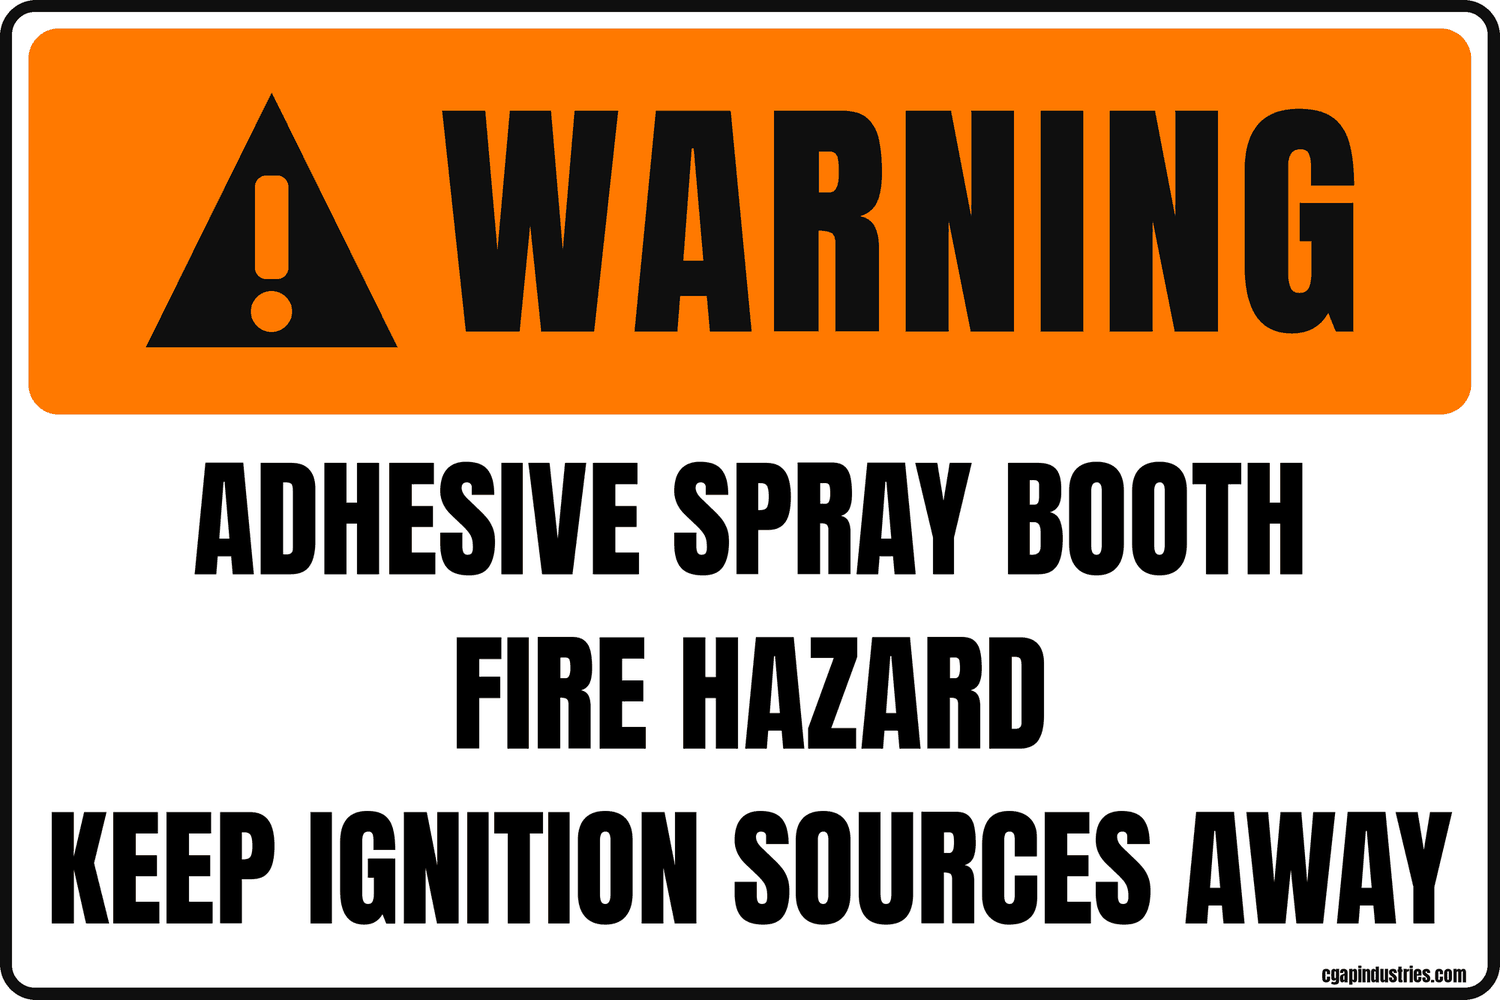 WARNING
ADHESIVE SPRAY BOOTH
FIRE HAZARD
KEEP IGNITION SOURCES AWAY
cgapindustries.com